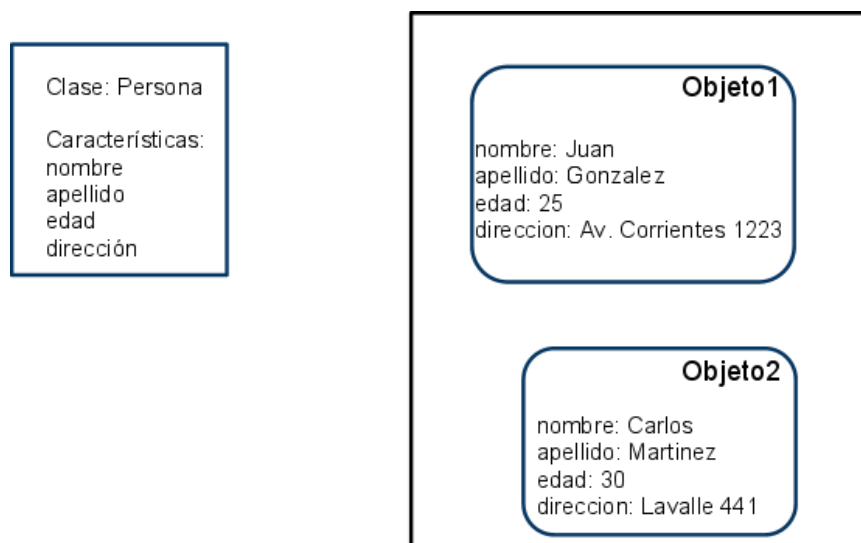 Clase: Persona
Características:
nombre
apellido
edad
dirección
Objeto1
nombre: Juan
apellido: Gonzalez
edad: 25
direccion: Av. Corrientes 1223
Objeto2
nombre: Carlos
apellido: Martinez
edad: 30
direccion: Lavalle 441